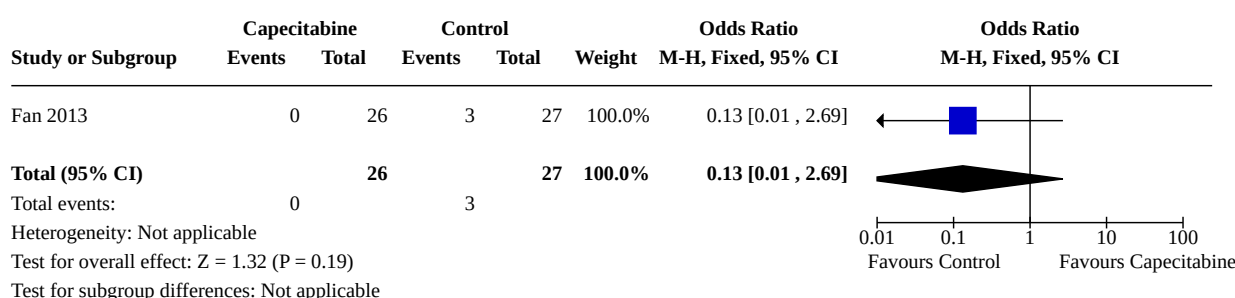 Capecitabine Control Odds Ratio Odds Ratio
Study or Subgroup Events Total Events Total Weight M-H, Fixed, 95% CI M-H, Fixed, 95% CI
Fan 2013 0 26 3 27 100.0% 0.13 [0.01 , 2.69]
Total (95% CI) 26 27 100.0% 0.13 [0.01 , 2.69]
Total events: 0 3
Heterogeneity: Not applicable 0.01 0.1 1 10 100
Test for overall effect: Z = 1.32 (P = 0.19) Favours Control Favours Capecitabine
Test for subgroup differences: Not applicable